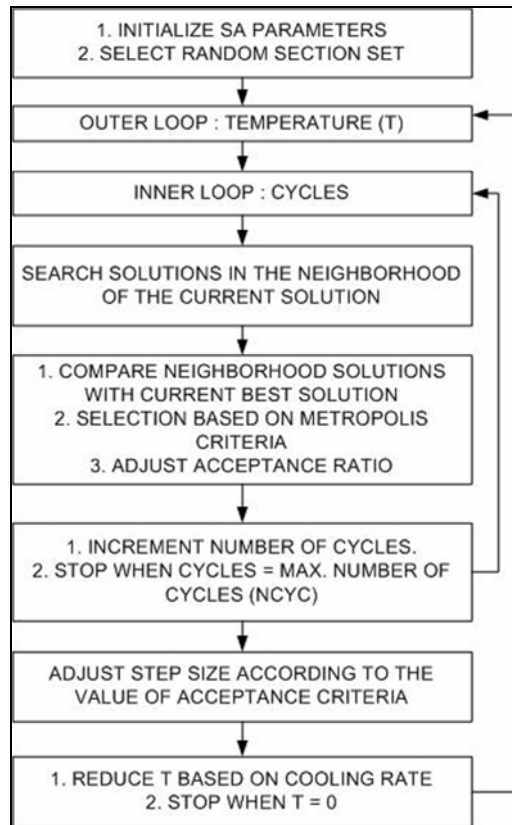 1. INITIALIZE SA PARAMETERS
2. SELECT RANDOM SECTION SET
OUTER LOOP : TEMPERATURE (T)
INNER LOOP : CYCLES
SEARCH SOLUTIONS IN THE NEIGHBORHOOD
OF THE CURRENT SOLUTION
1. COMPARE NEIGHBORHOOD SOLUTIONS
WITH CURRENT BEST SOLUTION
2. SELECTION BASED ON METROPOLIS
CRITERIA
3. ADJUST ACCEPTANCE RATIO
1. INCREMENT NUMBER OF CYCLES.
2. STOP WHEN CYCLES = MAX. NUMBER OF
CYCLES (NCYC)
ADJUST STEP SIZE ACCORDING TO THE
VALUE OF ACCEPTANCE CRITERIA
1. REDUCE T BASED ON COOLING RATE
2. STOP WHEN T = 0